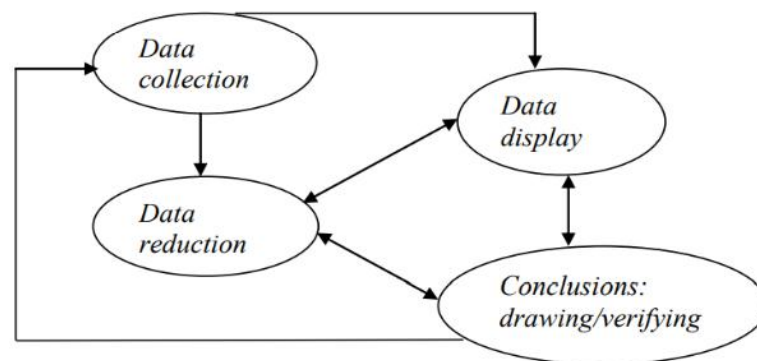 Data
collection
Data
display
Data
reduction
Conclusions:
drawing/verifying